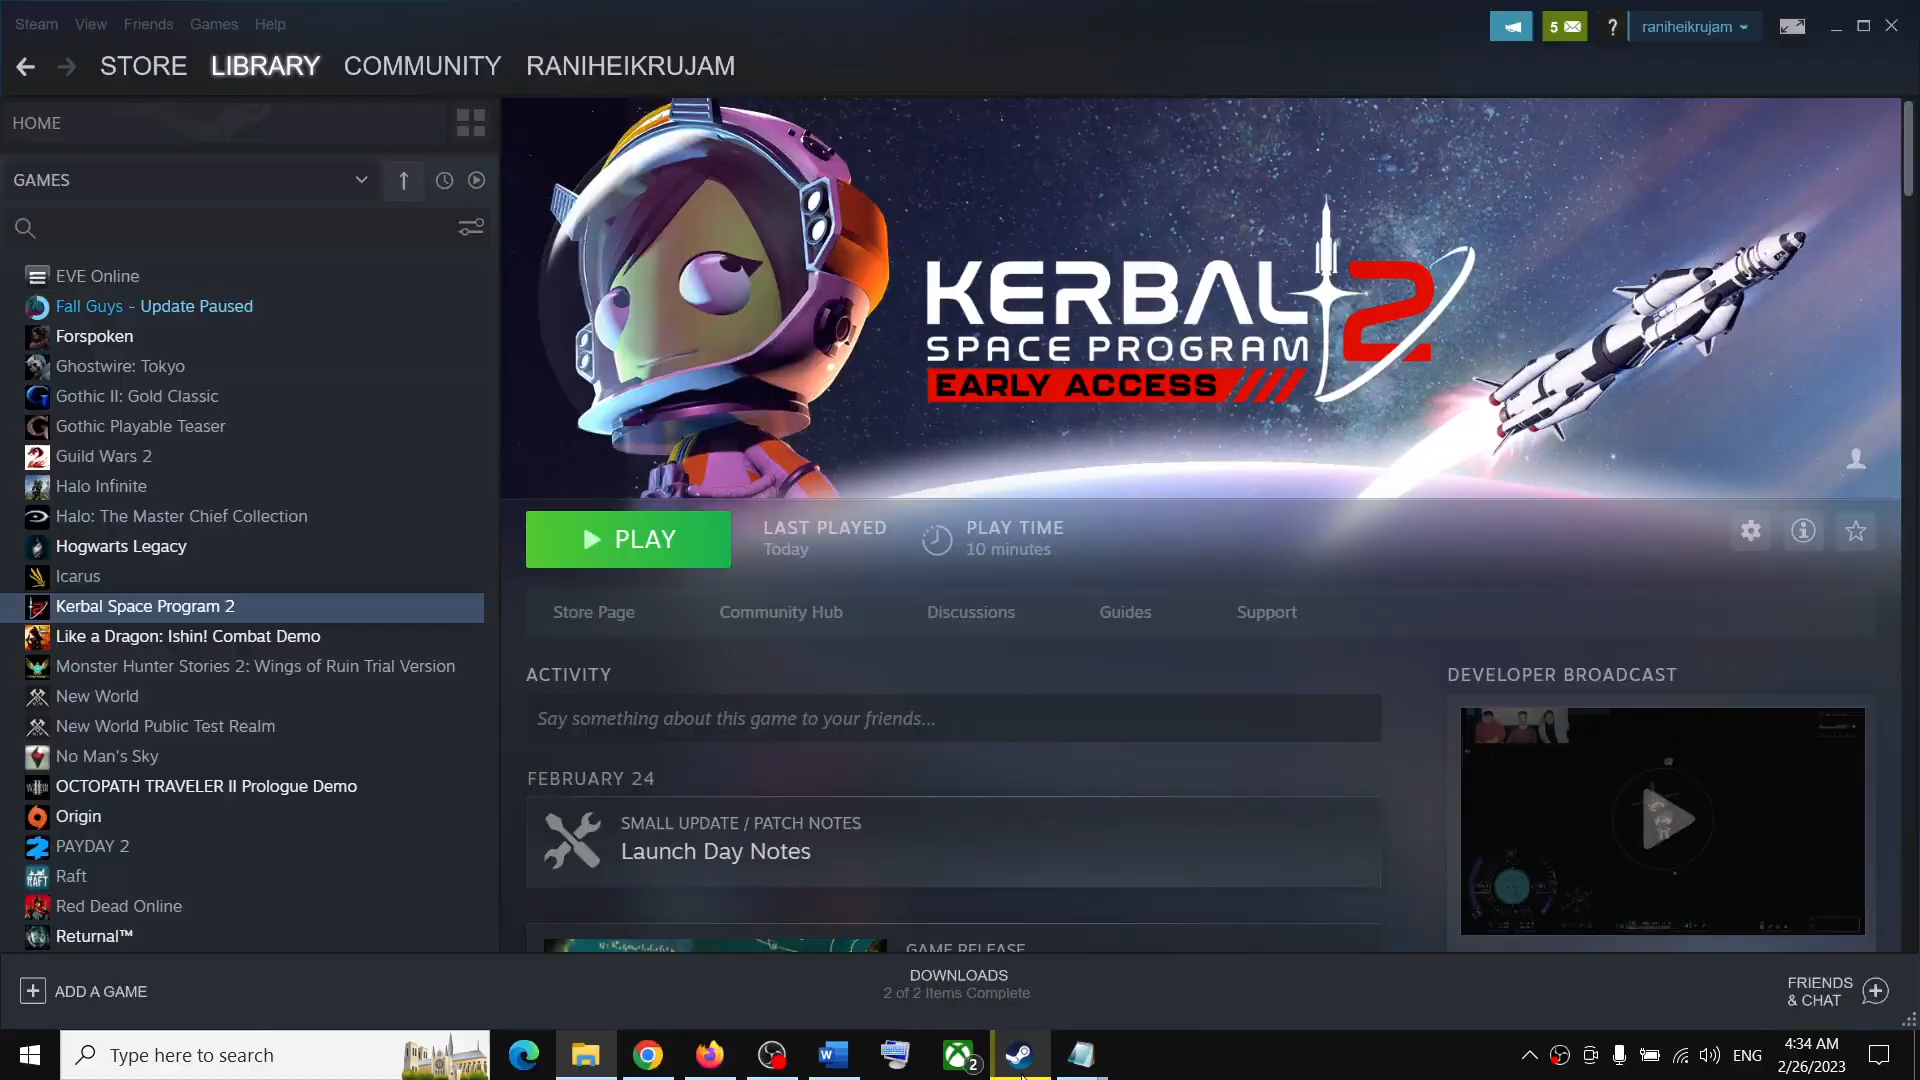 Steam View Friends Games Help
5 ? raniheikrujam
STORE LIBRARY COMMUNITY RANIHEIKRUJAM
HOME
GAMES
EVE Online
Fall Guys - Update Paused
Forspoken
Ghostwire: Tokyo
Gothic II: Gold Classic
Gothic Playable Teaser
Guild Wars 2
Halo Infinite
Halo: The Master Chief Collection
Hogwarts Legacy
Icarus
Kerbal Space Program 2
Like a Dragon: Ishin! Combat Demo
Monster Hunter Stories 2: Wings of Ruin Trial Version
New World
New World Public Test Realm
No Man's Sky
OCTOPATH TRAVELER II Prologue Demo
Origin
PAYDAY 2
Raft
Red Dead Online
Returnal™
KERBAL 2
SPACE PROGRAM
EARLY ACCESS
PLAY
LAST PLAYED
Today
PLAY TIME
10 minutes
Store Page Community Hub Discussions Guides Support
ACTIVITY
Say something about this game to your friends...
FEBRUARY 24
SMALL UPDATE / PATCH NOTES
Launch Day Notes
GAME RELEASE
DEVELOPER BROADCAST
ADD A GAME
DOWNLOADS
2 of 2 Items Complete
FRIENDS
& CHAT
Type here to search
2
ENG
4:34 AM
2/26/2023